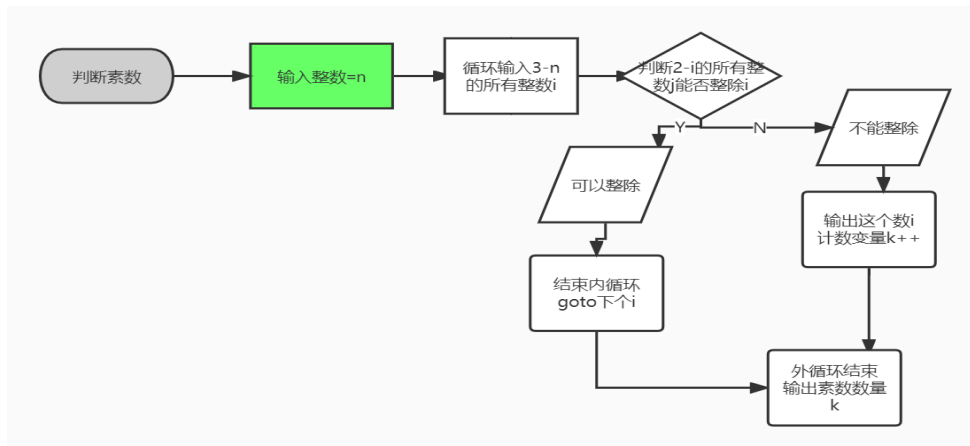 判断素数
输入整数=n
循环输入3-n
的所有整数i
判断2-i的所有整
数j能否整除i
Y
N
不能整除
可以整除
输出这个数i
计数变量k++
结束内循环
goto下个i
外循环结束
输出素数数量
k